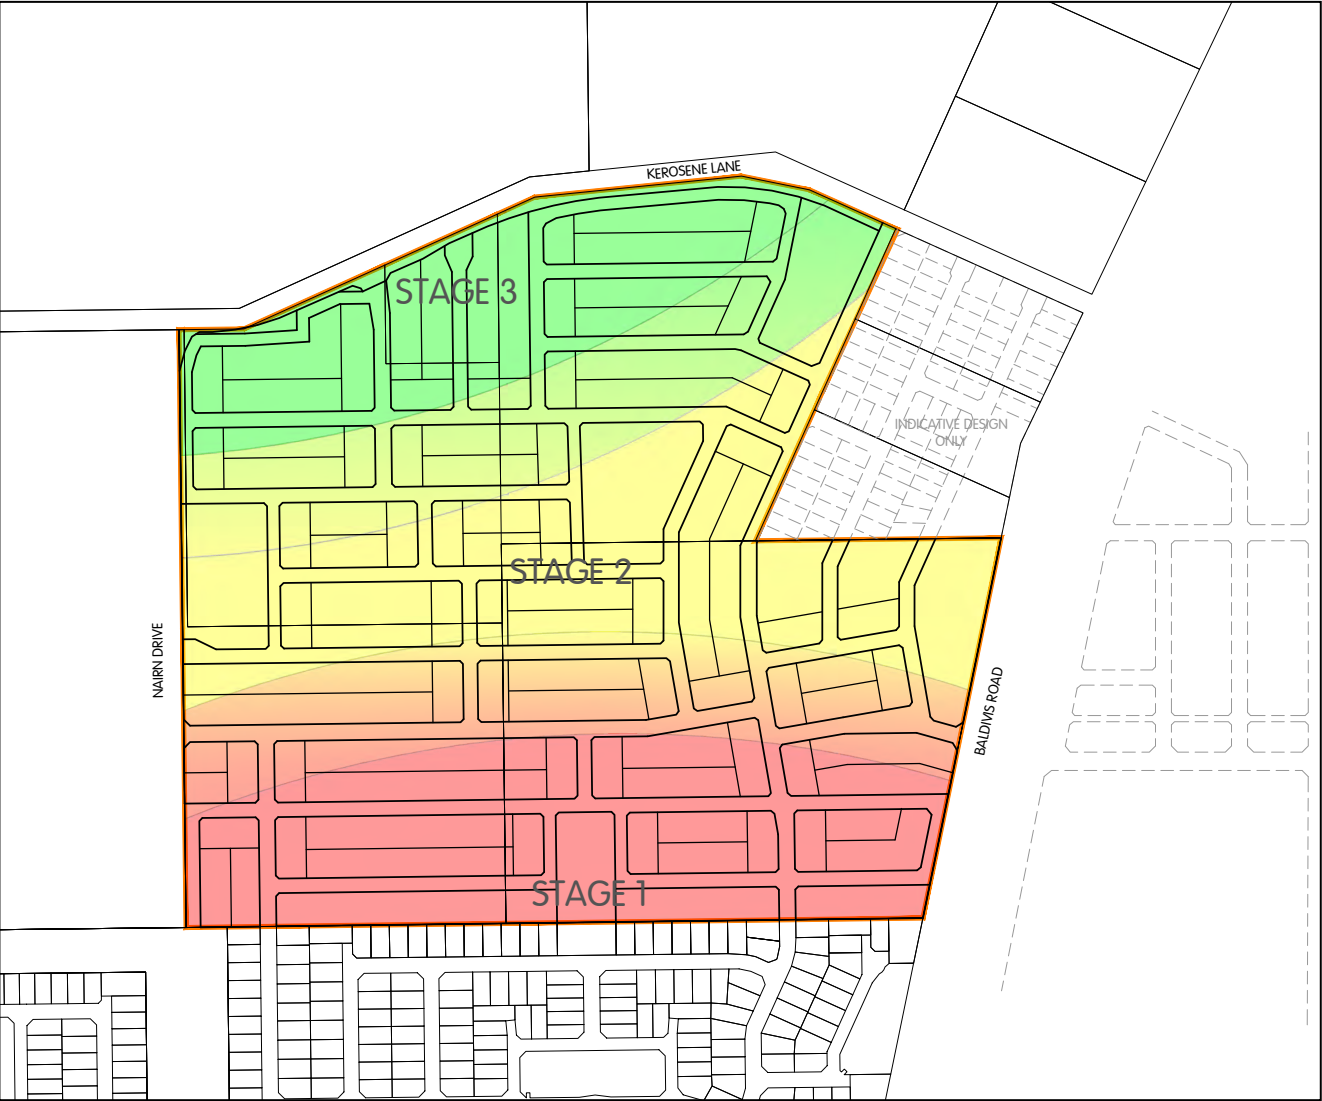 KEROSENE LANE
STAGE 3
INDICATIVE DESIGN
ONLY
STAGE 2
NAIRN DRIVE
BALDIVIS ROAD
STAGE 1